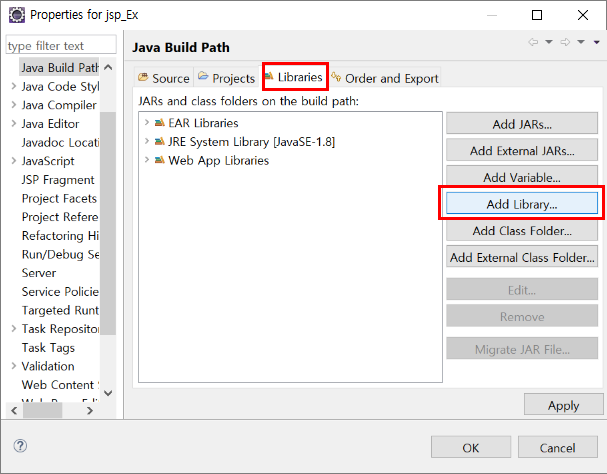 Properties for jsp_Ex
type filter text
Java Build Path
Java Code Styl
Java Compiler
Java Editor
Javadoc Locati
JavaScript
JSP Fragment
Project Facets
Project Refere
Refactoring Hi
Run/Debug Se
Server
Service Policie
Targeted Runt
Task Repositor
Task Tags
Validation
Web Content
Java Build Path
Source
Projects
Libraries
Order and Export
JARs and class folders on the build path:
EAR Libraries
JRE System Library [JavaSE-1.8]
Web App Libraries
Add JARs...
Add External JARs...
Add Variable...
Add Library...
Add Class Folder...
Add External Class Folder...
Edit...
Remove
Migrate JAR File...
Apply
?
OK
Cancel